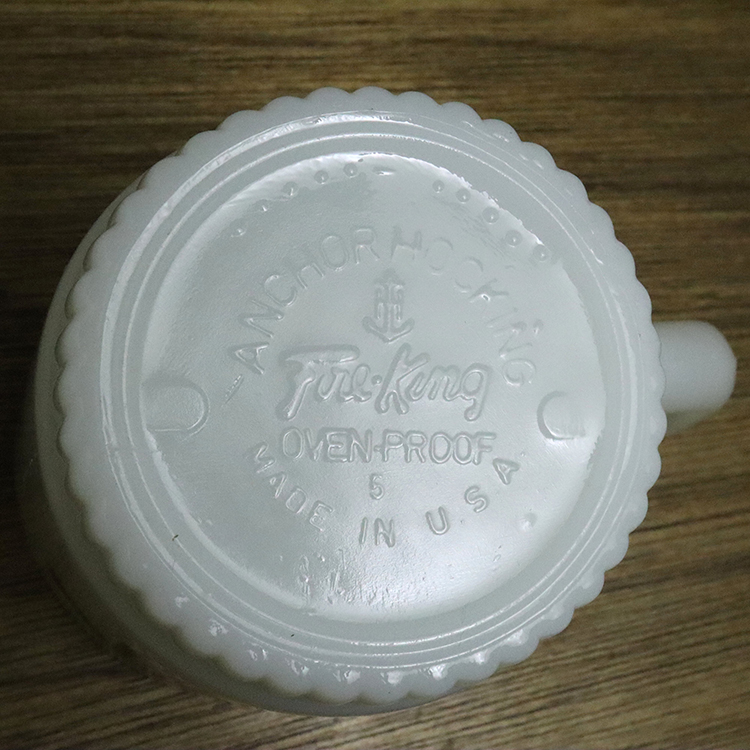 ANCHOR HOCKING
Fire-King
OVEN-PROOF
5
MADE IN U.S.A